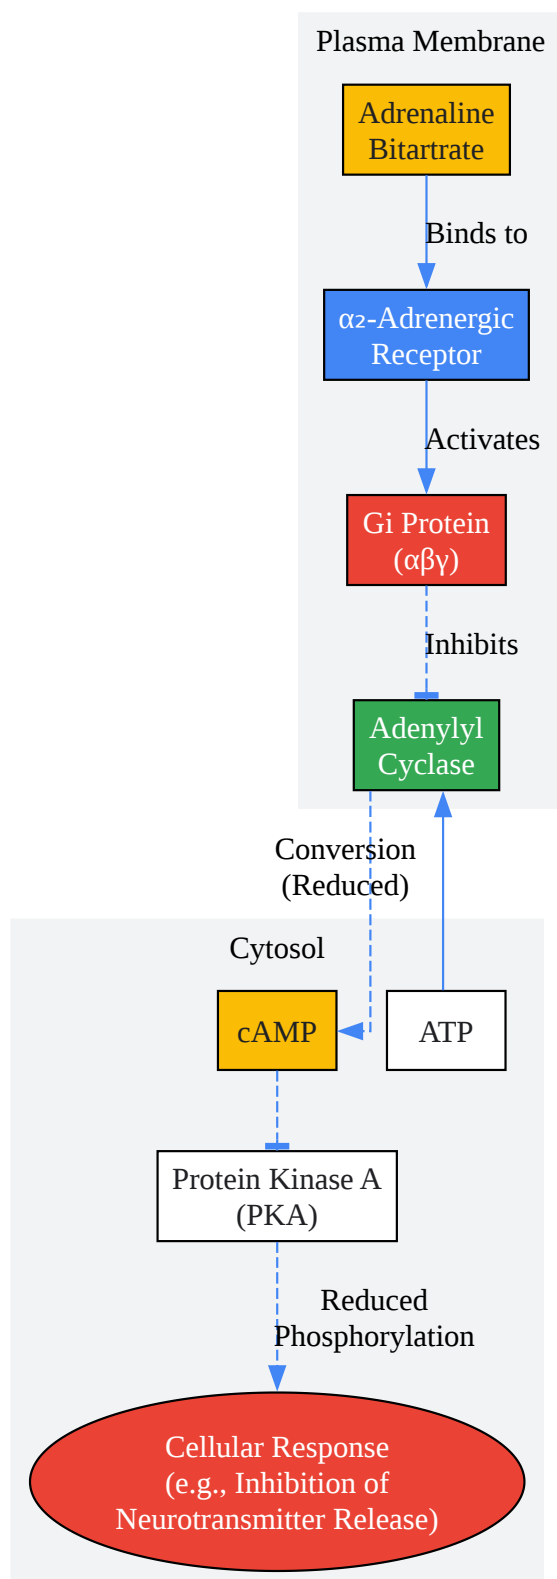 Plasma Membrane
Adrenaline
Bitartrate
Binds to
α₂-Adrenergic
Receptor
Activates
Gi Protein
(αβγ)
Inhibits
Adenylyl
Cyclase
Conversion
(Reduced)
Cytosol
cAMP
ATP
Protein Kinase A
(PKA)
Reduced
Phosphorylation
Cellular Response
(e.g., Inhibition of
Neurotransmitter Release)